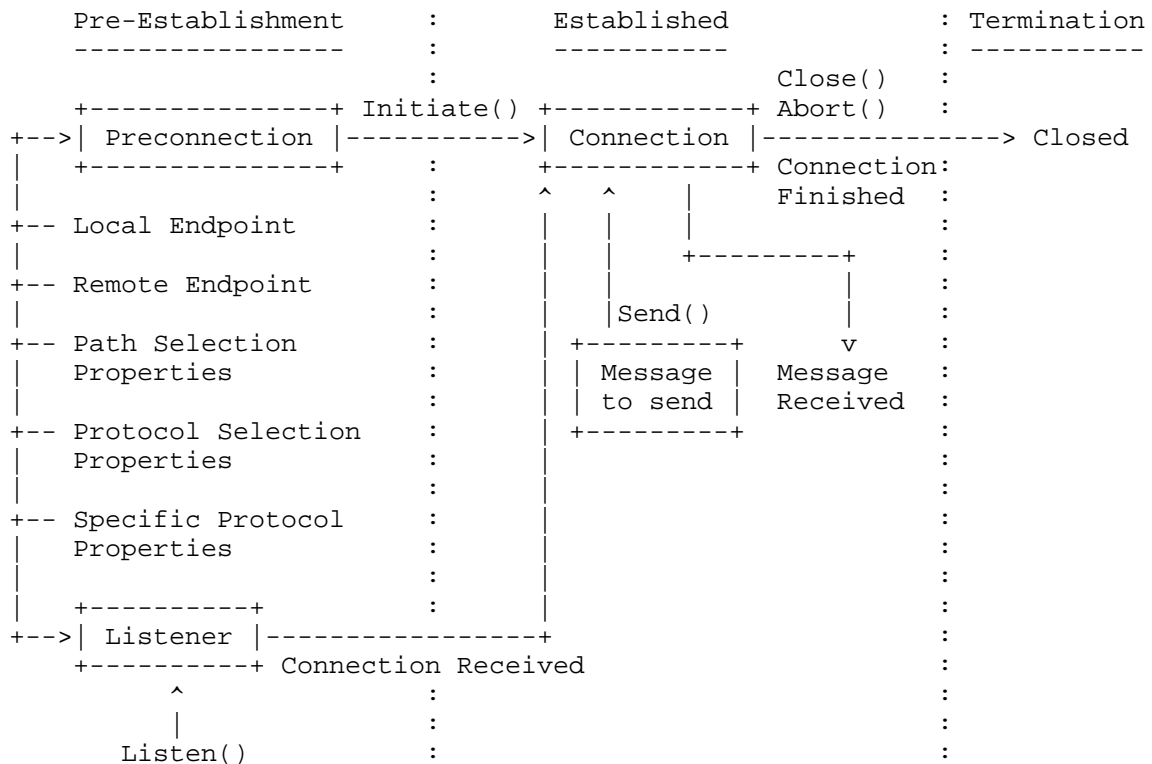 Pre-Establishment : Established : Termination
----------------- : ----------- : -----------
: Close() :
+---------------+ Initiate() +------------+ Abort() :
+-->| Preconnection |----------->| Connection |---------------> Closed
| +---------------+ : +------------+ Connection:
| : ^ ^ | Finished :
+-- Local Endpoint : | | | :
| : | | +---------+ :
+-- Remote Endpoint : | | | :
| : | |Send() | :
+-- Path Selection : | +---------+ v :
| Properties : | | Message | Message :
| : | | to send | Received :
+-- Protocol Selection : | +---------+ :
| Properties : | :
| : | :
+-- Specific Protocol : | :
| Properties : | :
| : | :
| +----------+ : | :
+-->| Listener |-----------------+ :
+----------+ Connection Received :
^ : :
| : :
Listen() : :